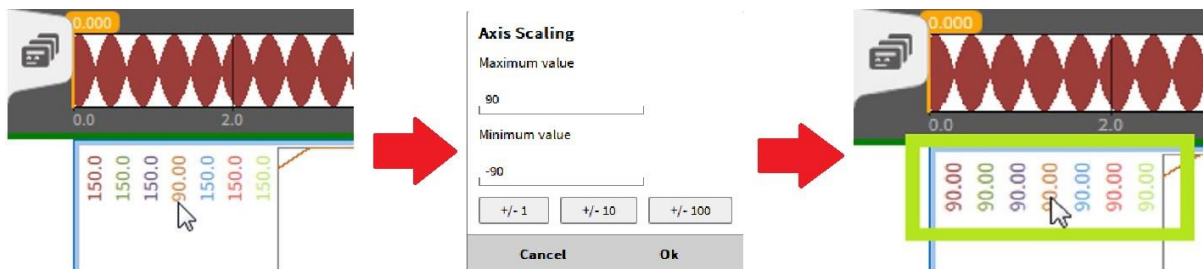 0.000
0.0 2.0
150.0 150.0 150.0 90.00 150.0 150.0 150.0
Axis Scaling
Maximum value
90
Minimum value
-90
+/- 1 +/- 10 +/- 100
Cancel Ok
0.000
0.0 2.0
90.00 90.00 90.00 90.00 90.00 90.00 90.00